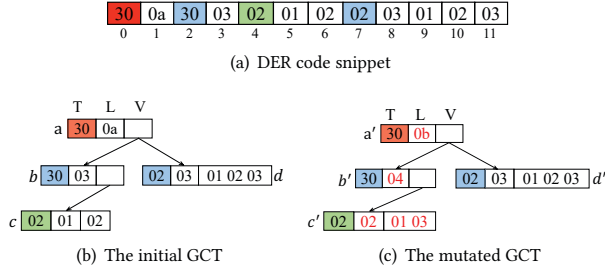 30 0a 30 03 02 01 02 02 03 01 02 03
0 1 2 3 4 5 6 7 8 9 10 11
(a) DER code snippet
T L V
a 30 0a
b 30 03
02 03 01 02 03 d
c 02 01 02
(b) The initial GCT
T L V
a′ 30 0b
b′ 30 04
02 03 01 02 03 d′
c′ 02 02 01 03
(c) The mutated GCT